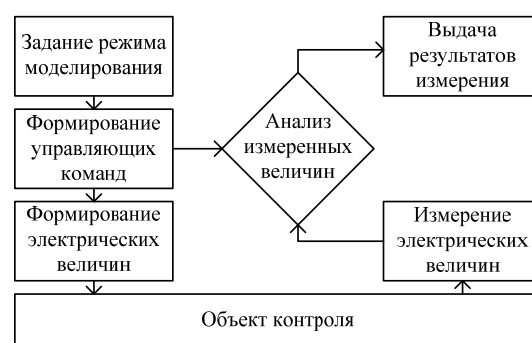 Задание режима
моделирования
Формирование
управляющих
команд
Формирование
электрических
величин
Анализ
измеренных
величин
Выдача
результатов
измерения
Измерение
электрических
величин
Объект контроля